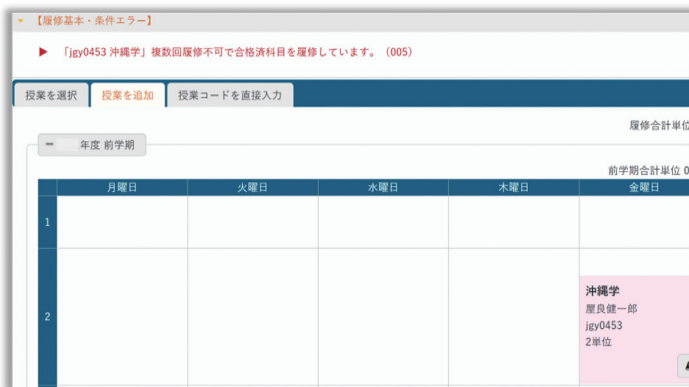 【履修基本・条件エラー】
「jgy0453 沖縄学」複数回履修不可で合格済科目を履修しています。（005）
授業を選択 授業を追加 授業コードを直接入力
履修合計単位
年度 前学期
前学期合計単位 0
月曜日 火曜日 水曜日 木曜日 金曜日
1
2
沖縄学
屋良健一郎
jgy0453
2単位